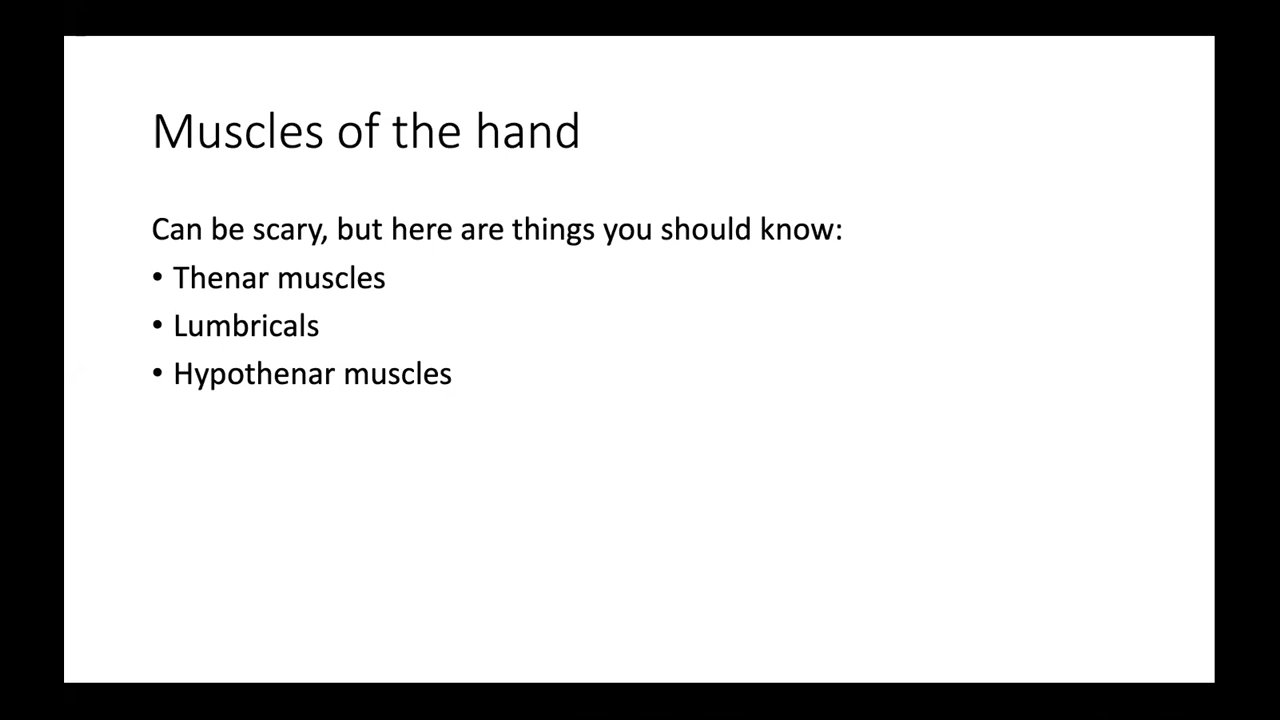 Muscles of the hand
Can be scary, but here are things you should know:
• Thenar muscles
• Lumbricals
• Hypothenar muscles